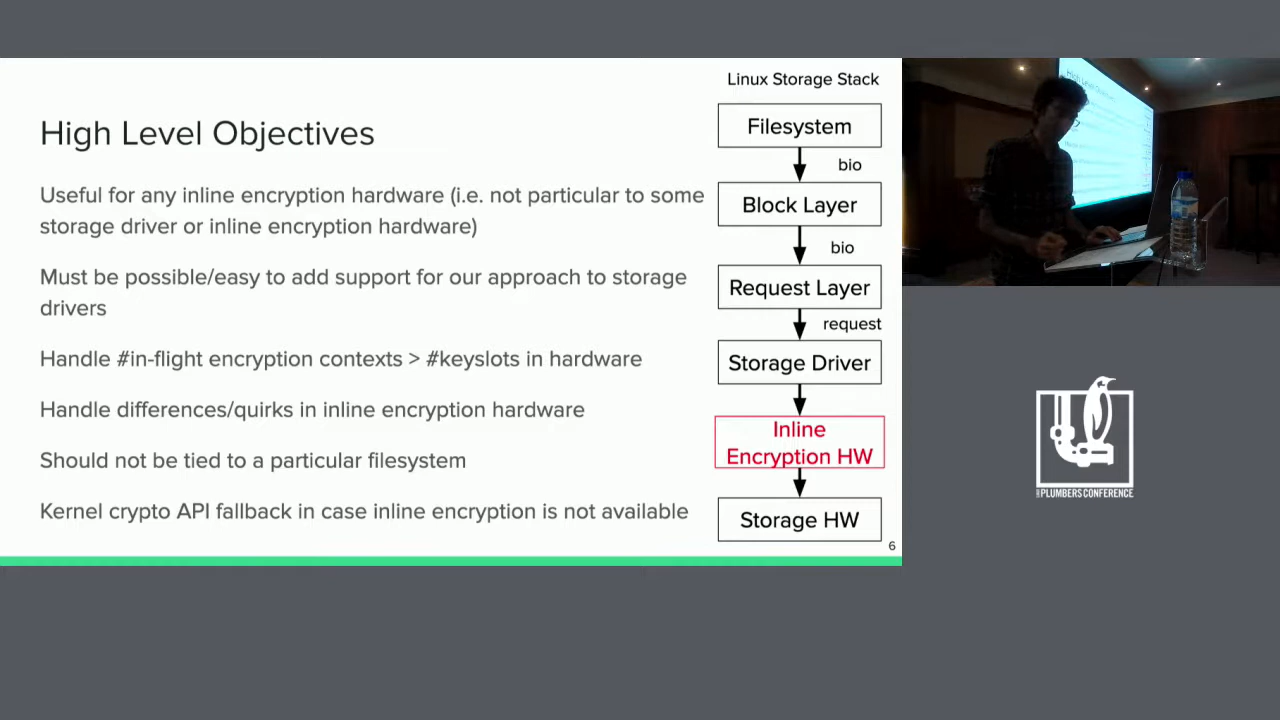 High Level Objectives
Useful for any inline encryption hardware (i.e. not particular to some
storage driver or inline encryption hardware)
Must be possible/easy to add support for our approach to storage
drivers
Handle #in-flight encryption contexts > #keyslots in hardware
Handle differences/quirks in inline encryption hardware
Should not be tied to a particular filesystem
Kernel crypto API fallback in case inline encryption is not available
Linux Storage Stack
Filesystem
bio
Block Layer
bio
Request Layer
request
Storage Driver
Inline
Encryption HW
Storage HW
6
PLUMBERS CONFERENCE